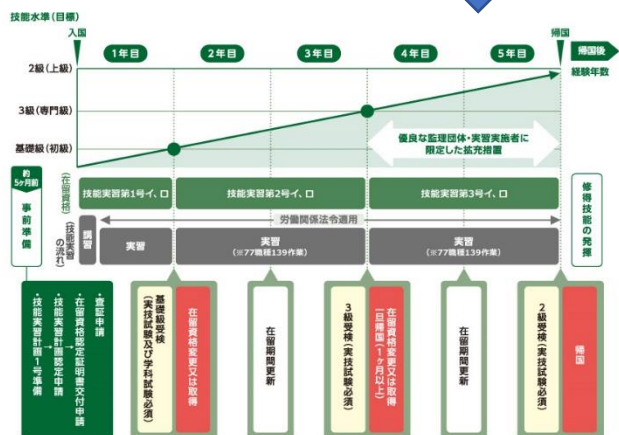 技能水準(目標)
入国
1年目
2年目
3年目
4年目
5年目
帰国
帰国後
経験年数
2級(上級)
3級(専門級)
基礎級(初級)
優良な監理団体・実習実施者に
限定した拡充措置
約
5ヶ月前
事前準備
(在留資格)
技能実習第1号イ、ロ
技能実習第2号イ、ロ
技能実習第3号イ、ロ
修得技能の発揮
(技能実習の流れ)
講習
労働関係法令適用
実習
実習
(※77職種139作業)
実習
(※77職種139作業)
・査証申請
・在留資格認定証明書交付申請
・技能実習計画認定申請
・技能実習計画1号準備
基礎級受検
(実技試験及び学科試験必須)
在留資格変更又は取得
在留期間更新
3級受検(実技試験必須)
在留資格変更又は取得
一旦帰国(1ヶ月以上)
在留期間更新
2級受検(実技試験必須)
帰国